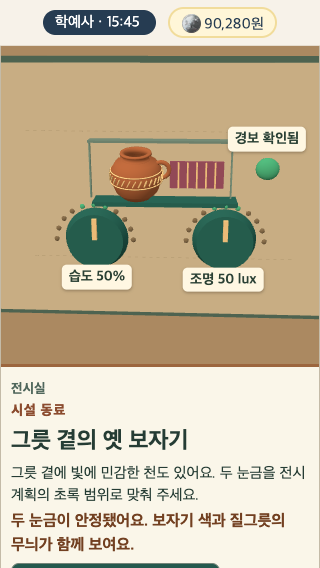 학예사 · 15:45
90,280원
경보 확인됨
습도 50%
조명 50 lux
전시실
시설 동료
그릇 곁의 옛 보자기
그릇 곁에 빛에 민감한 천도 있어요. 두 눈금을 전시
계획의 초록 범위로 맞춰 주세요.
두 눈금이 안정됐어요. 보자기 색과 질그릇의
무늬가 함께 보여요.